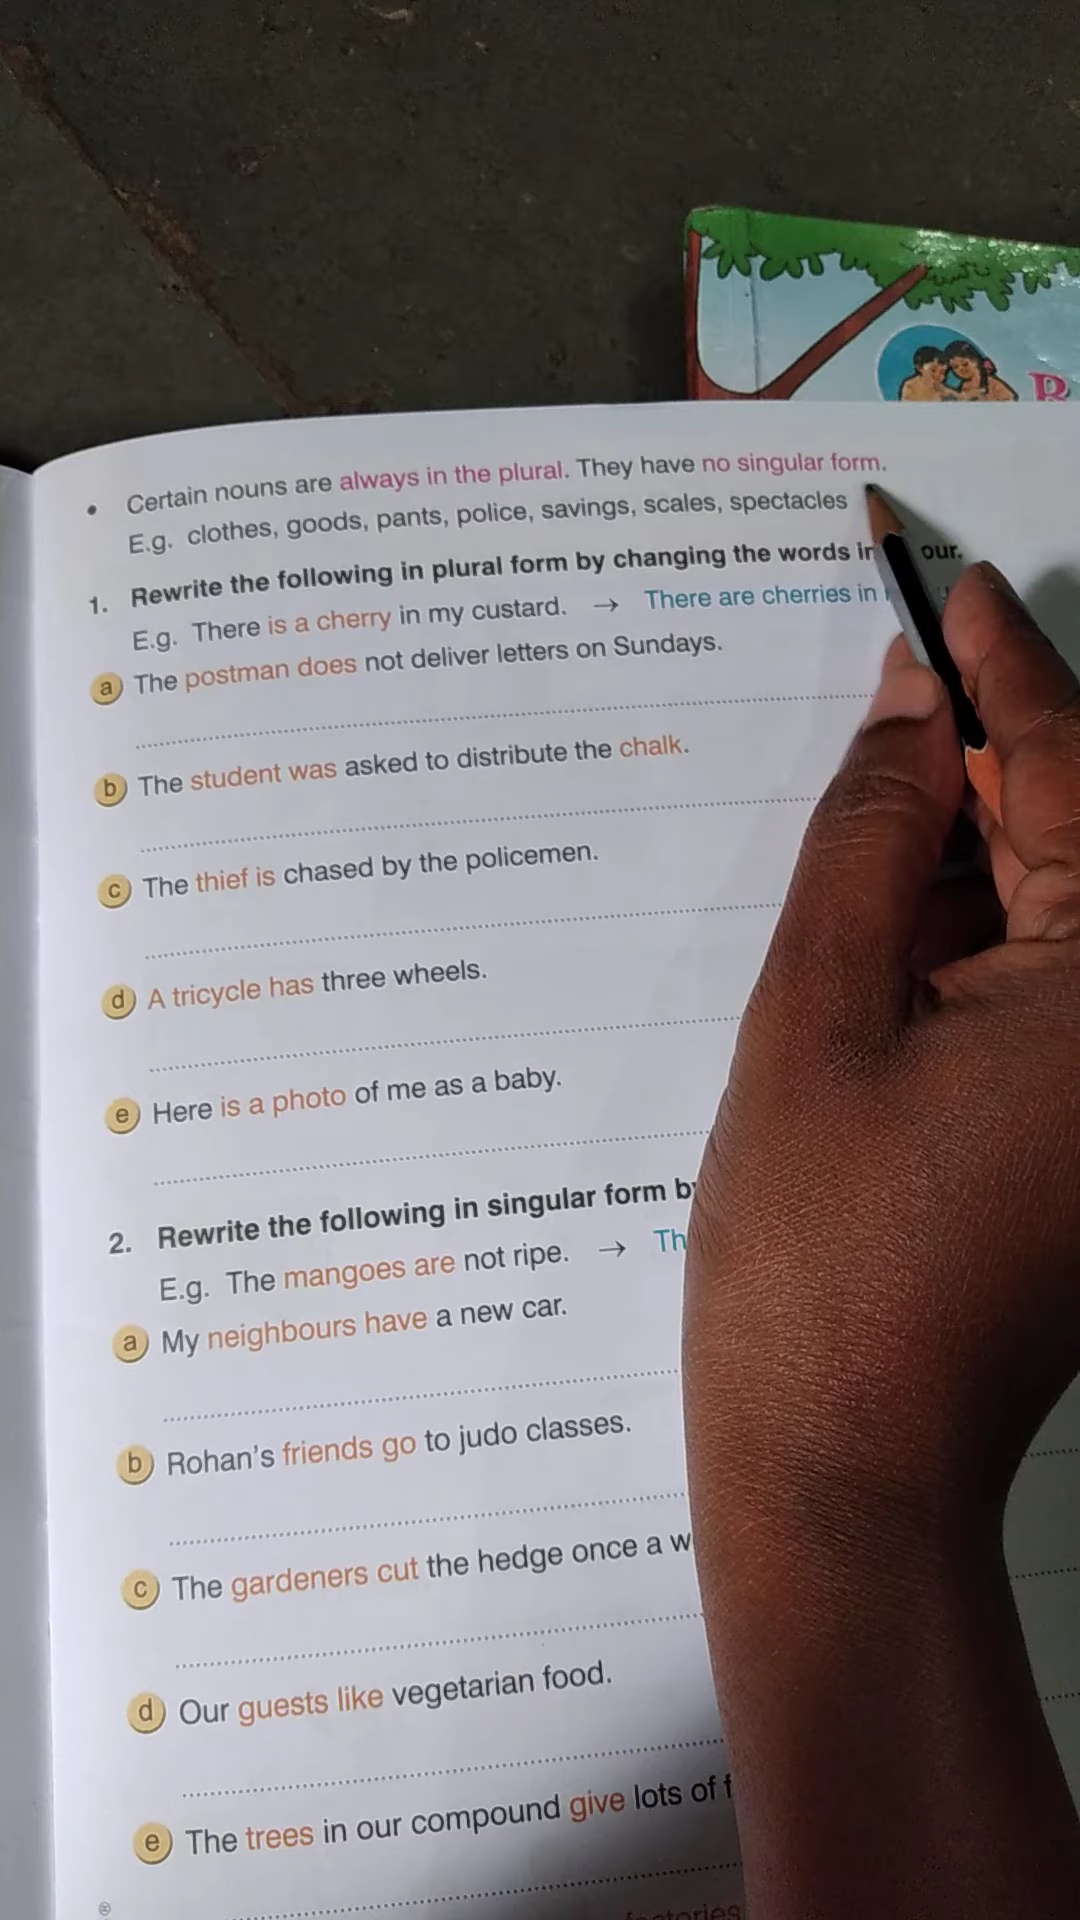 • Certain nouns are always in the plural. They have no singular form.
E.g. clothes, goods, pants, police, savings, scales, spectacles
1. Rewrite the following in plural form by changing the words in our.
E.g. There is a cherry in my custard. → There are cherries in
a The postman does not deliver letters on Sundays.
b The student was asked to distribute the chalk.
c The thief is chased by the policemen.
d A tricycle has three wheels.
e Here is a photo of me as a baby.
2. Rewrite the following in singular form
E.g. The mangoes are not ripe. → Th
a My neighbours have a new car.
b Rohan's friends go to judo classes.
c The gardeners cut the hedge once a
d Our guests like vegetarian food.
e The trees in our compound give lots of